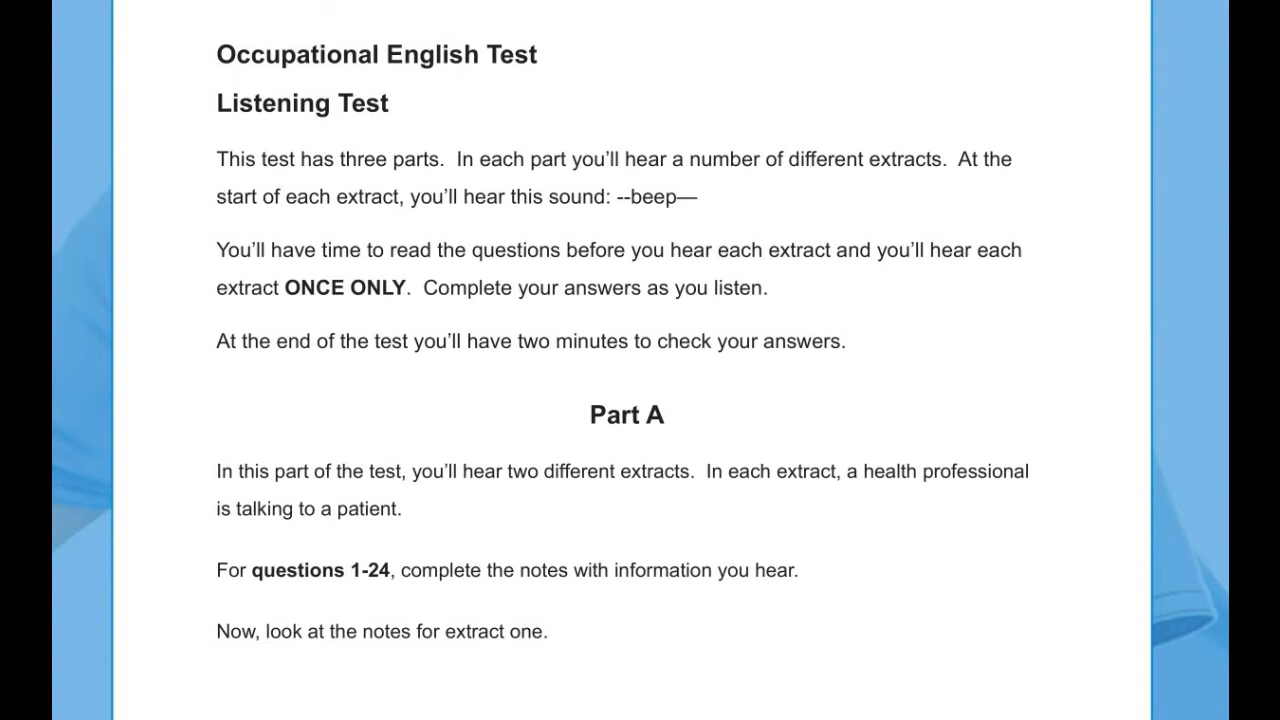 Occupational English Test
Listening Test
This test has three parts.  In each part you’ll hear a number of different extracts.  At the
start of each extract, you’ll hear this sound: --beep—
You’ll have time to read the questions before you hear each extract and you’ll hear each
extract ONCE ONLY.  Complete your answers as you listen.
At the end of the test you’ll have two minutes to check your answers.
Part A
In this part of the test, you’ll hear two different extracts.  In each extract, a health professional
is talking to a patient.
For questions 1-24, complete the notes with information you hear.
Now, look at the notes for extract one.